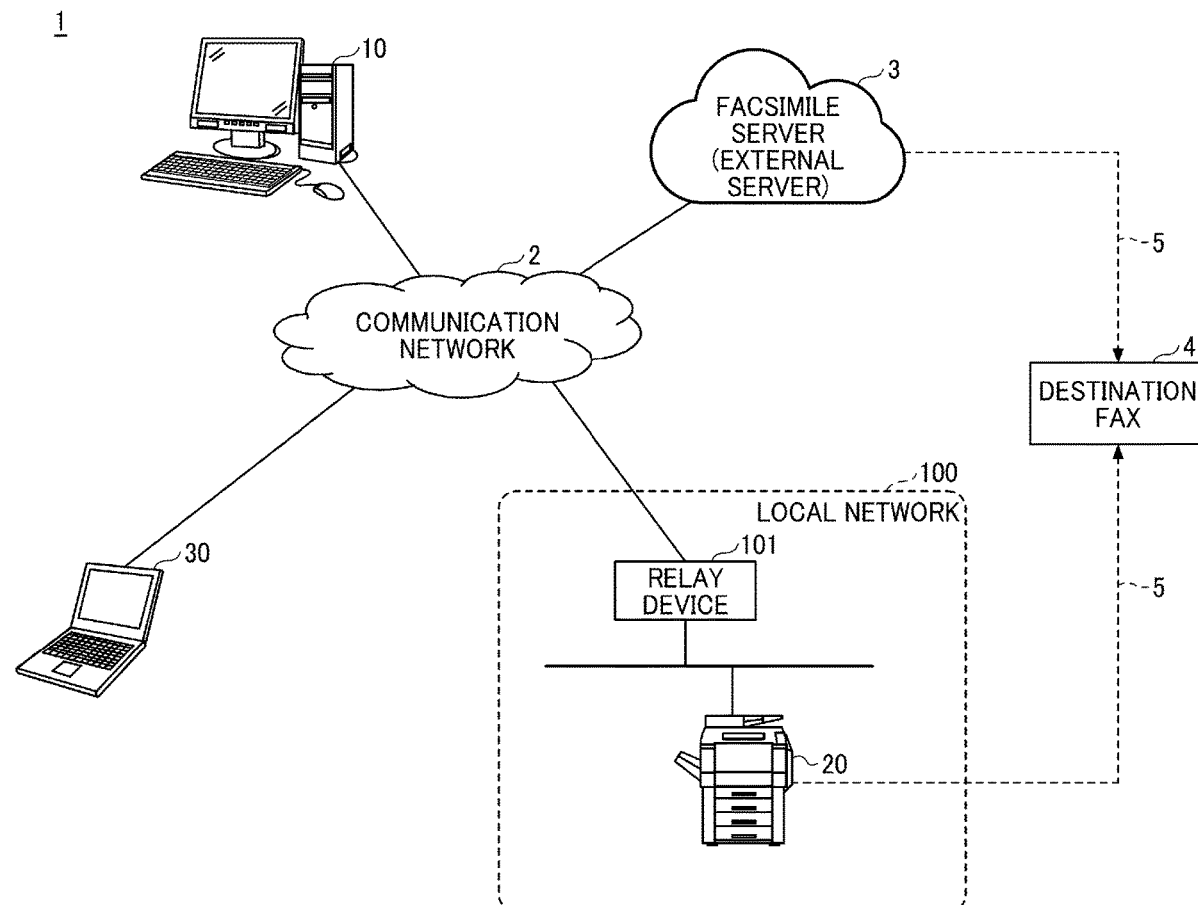 1
10
3
FACSIMILE
SERVER
(EXTERNAL
SERVER)
5
2
COMMUNICATION
NETWORK
4
DESTINATION
FAX
100
LOCAL NETWORK
101
RELAY
DEVICE
30
5
20